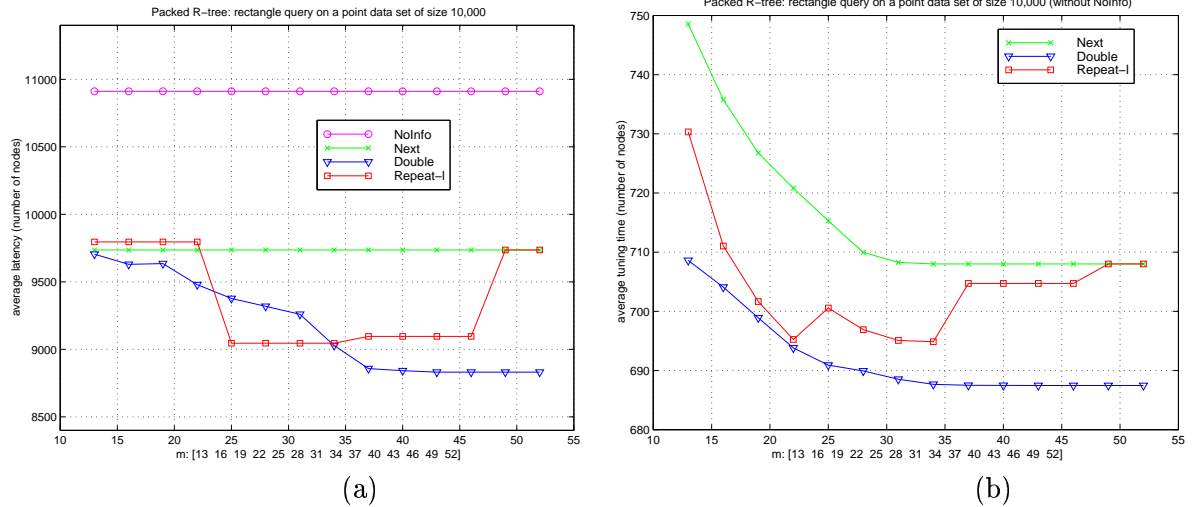 Packed R-tree: rectangle query on a point data set of size 10,000
11000
10500
10000
9500
9000
8500
average latency (number of nodes)
NoInfo
Next
Double
Repeat-l
10 15 20 25 30 35 40 45 50 55
m: [13 16 19 22 25 28 31 34 37 40 43 46 49 52]
(a)
Packed R-tree: rectangle query on a point data set of size 10,000 (without NoInfo)
750
740
730
720
710
700
690
680
average tuning time (number of nodes)
Next
Double
Repeat-l
10 15 20 25 30 35 40 45 50 55
m: [13 16 19 22 25 28 31 34 37 40 43 46 49 52]
(b)